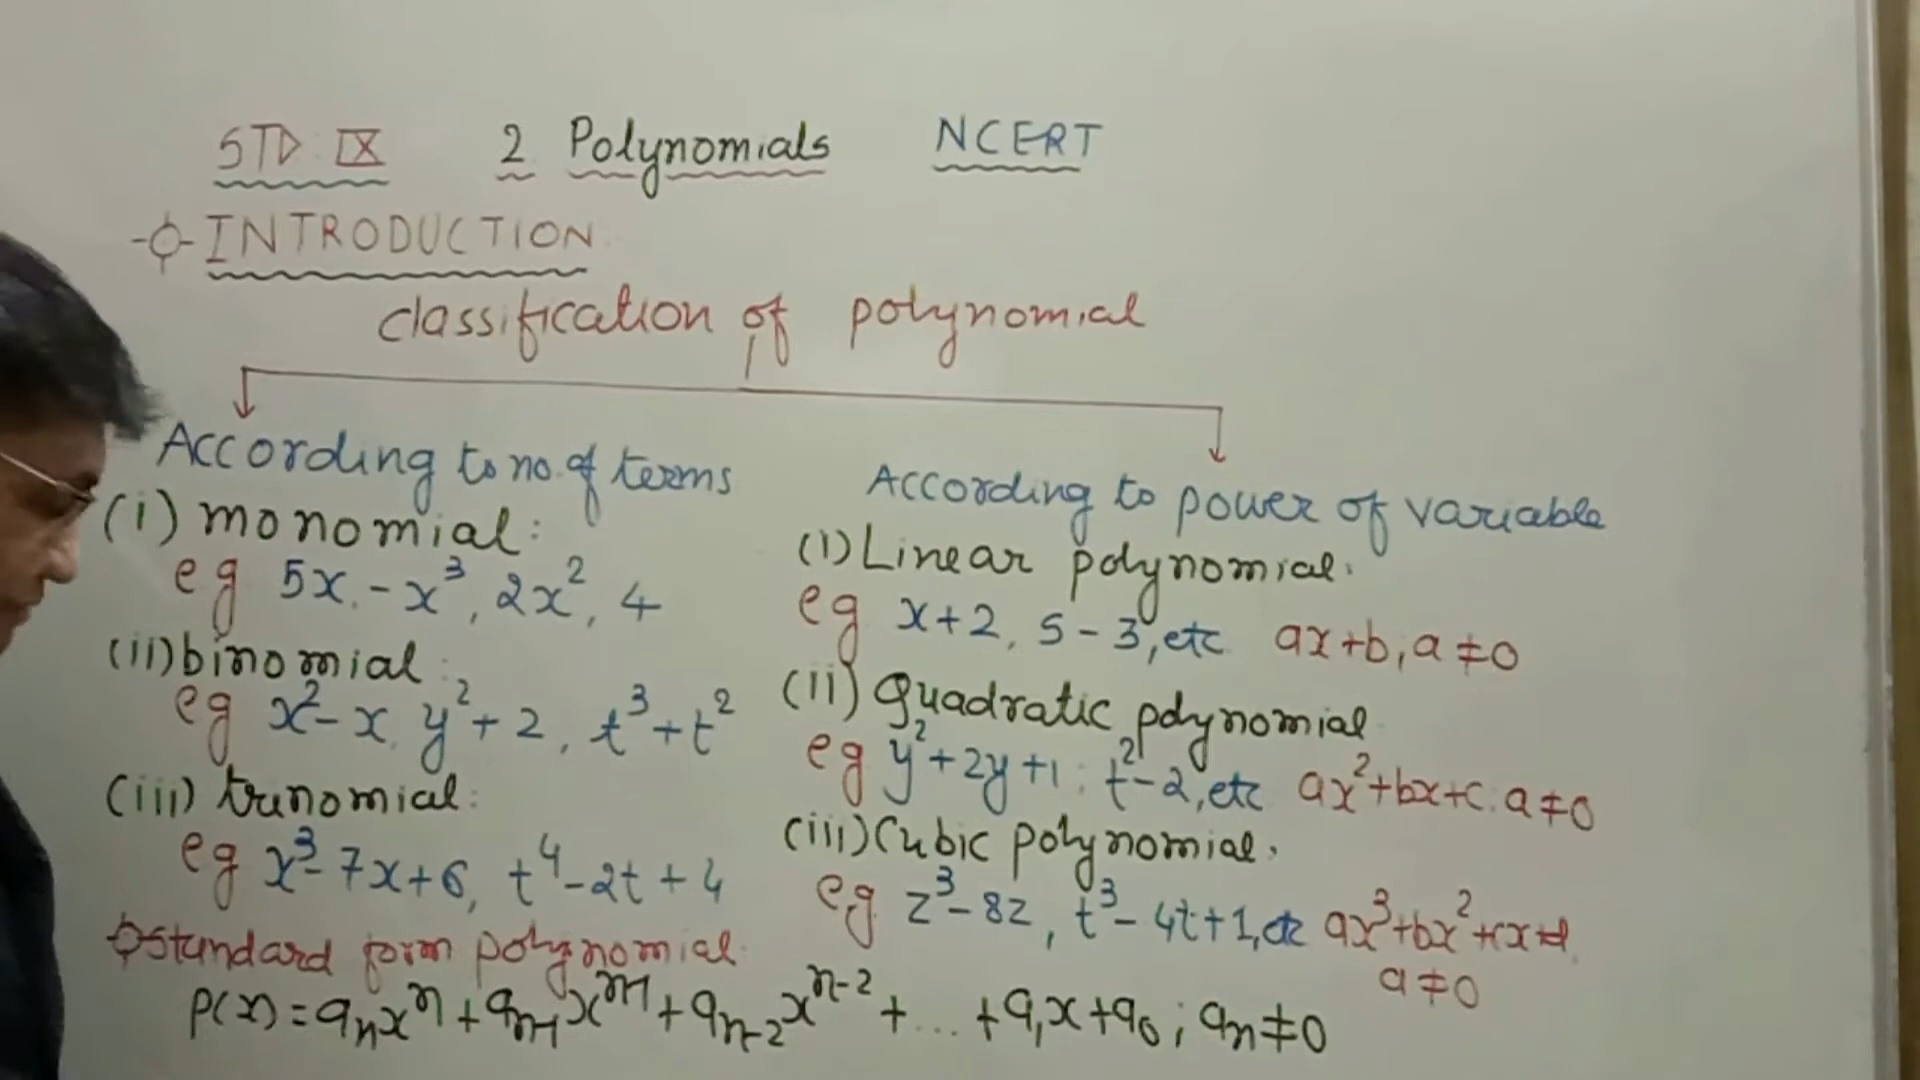 STD IX 2 Polynomials NCERT
INTRODUCTION
classification of polynomial
According to no. of terms
(i) monomial:
eg 5x, -x³, 2x², 4
(ii) binomial:
eg x²-x, y²+2, t³+t²
(iii) trinomial:
eg x³-7x+6, t⁴-2t+4
According to power of variable
(i) Linear polynomial.
eg x+2, 5-3, etc ax+b, a≠0
(ii) Quadratic polynomial
eg y²+2y+1; t²-2, etc ax²+bx+c. a≠0
(iii) Cubic polynomial.
eg z³-8z, t³-4t+1, etc ax³+bx²+cx+d.
a≠0
standard form polynomial.
p(x) = aₙxⁿ + aₙ₋₁xⁿ⁻¹ + aₙ₋₂xⁿ⁻² + ... + a₁x + a₀; aₙ≠0